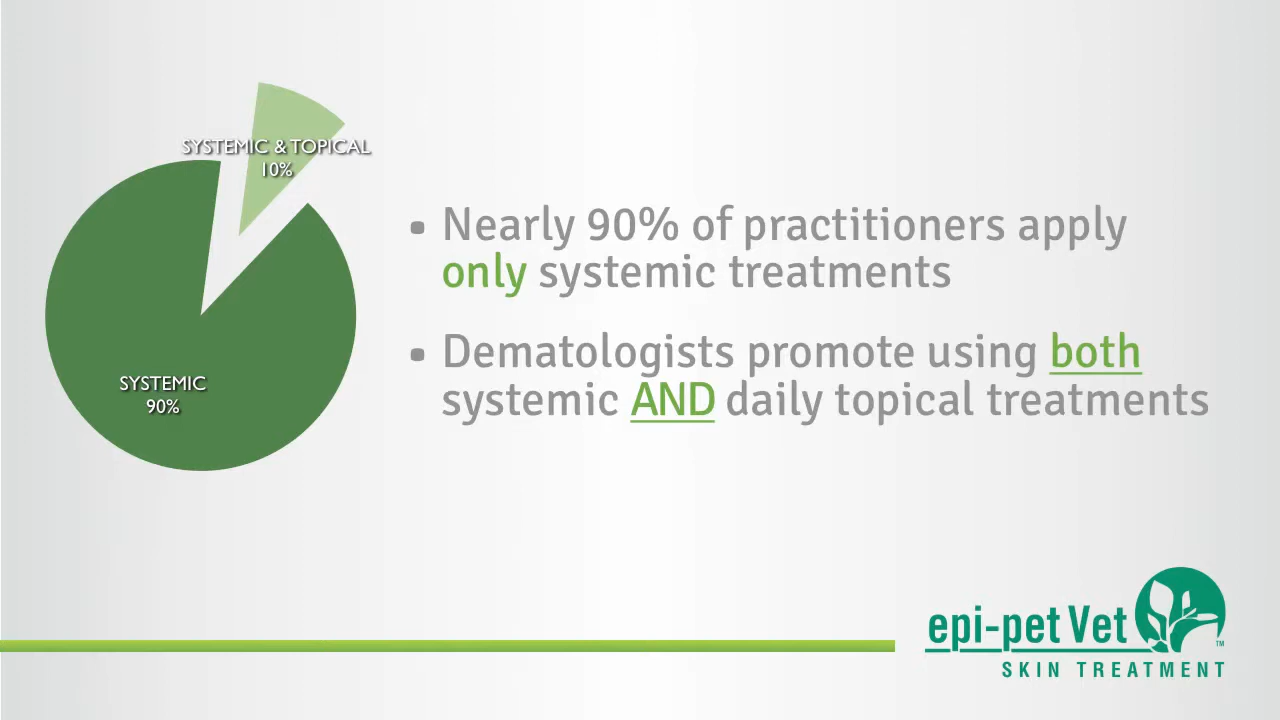 SYSTEMIC & TOPICAL
10%
SYSTEMIC
90%
▪ Nearly 90% of practitioners apply
only systemic treatments
▪ Dematologists promote using both
systemic AND daily topical treatments
epi-pet Vet
TM
SKIN TREATMENT